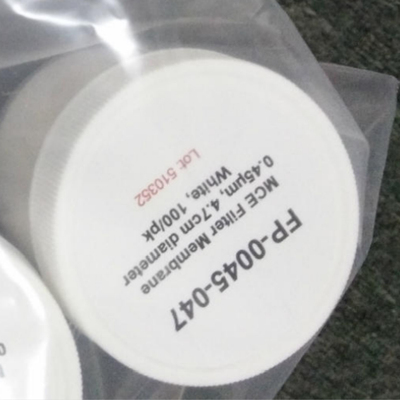 FP-0045-047
MCE Filter Membrane
0.45µm, 4.7cm diameter
White, 100/pk
Lot: 510352